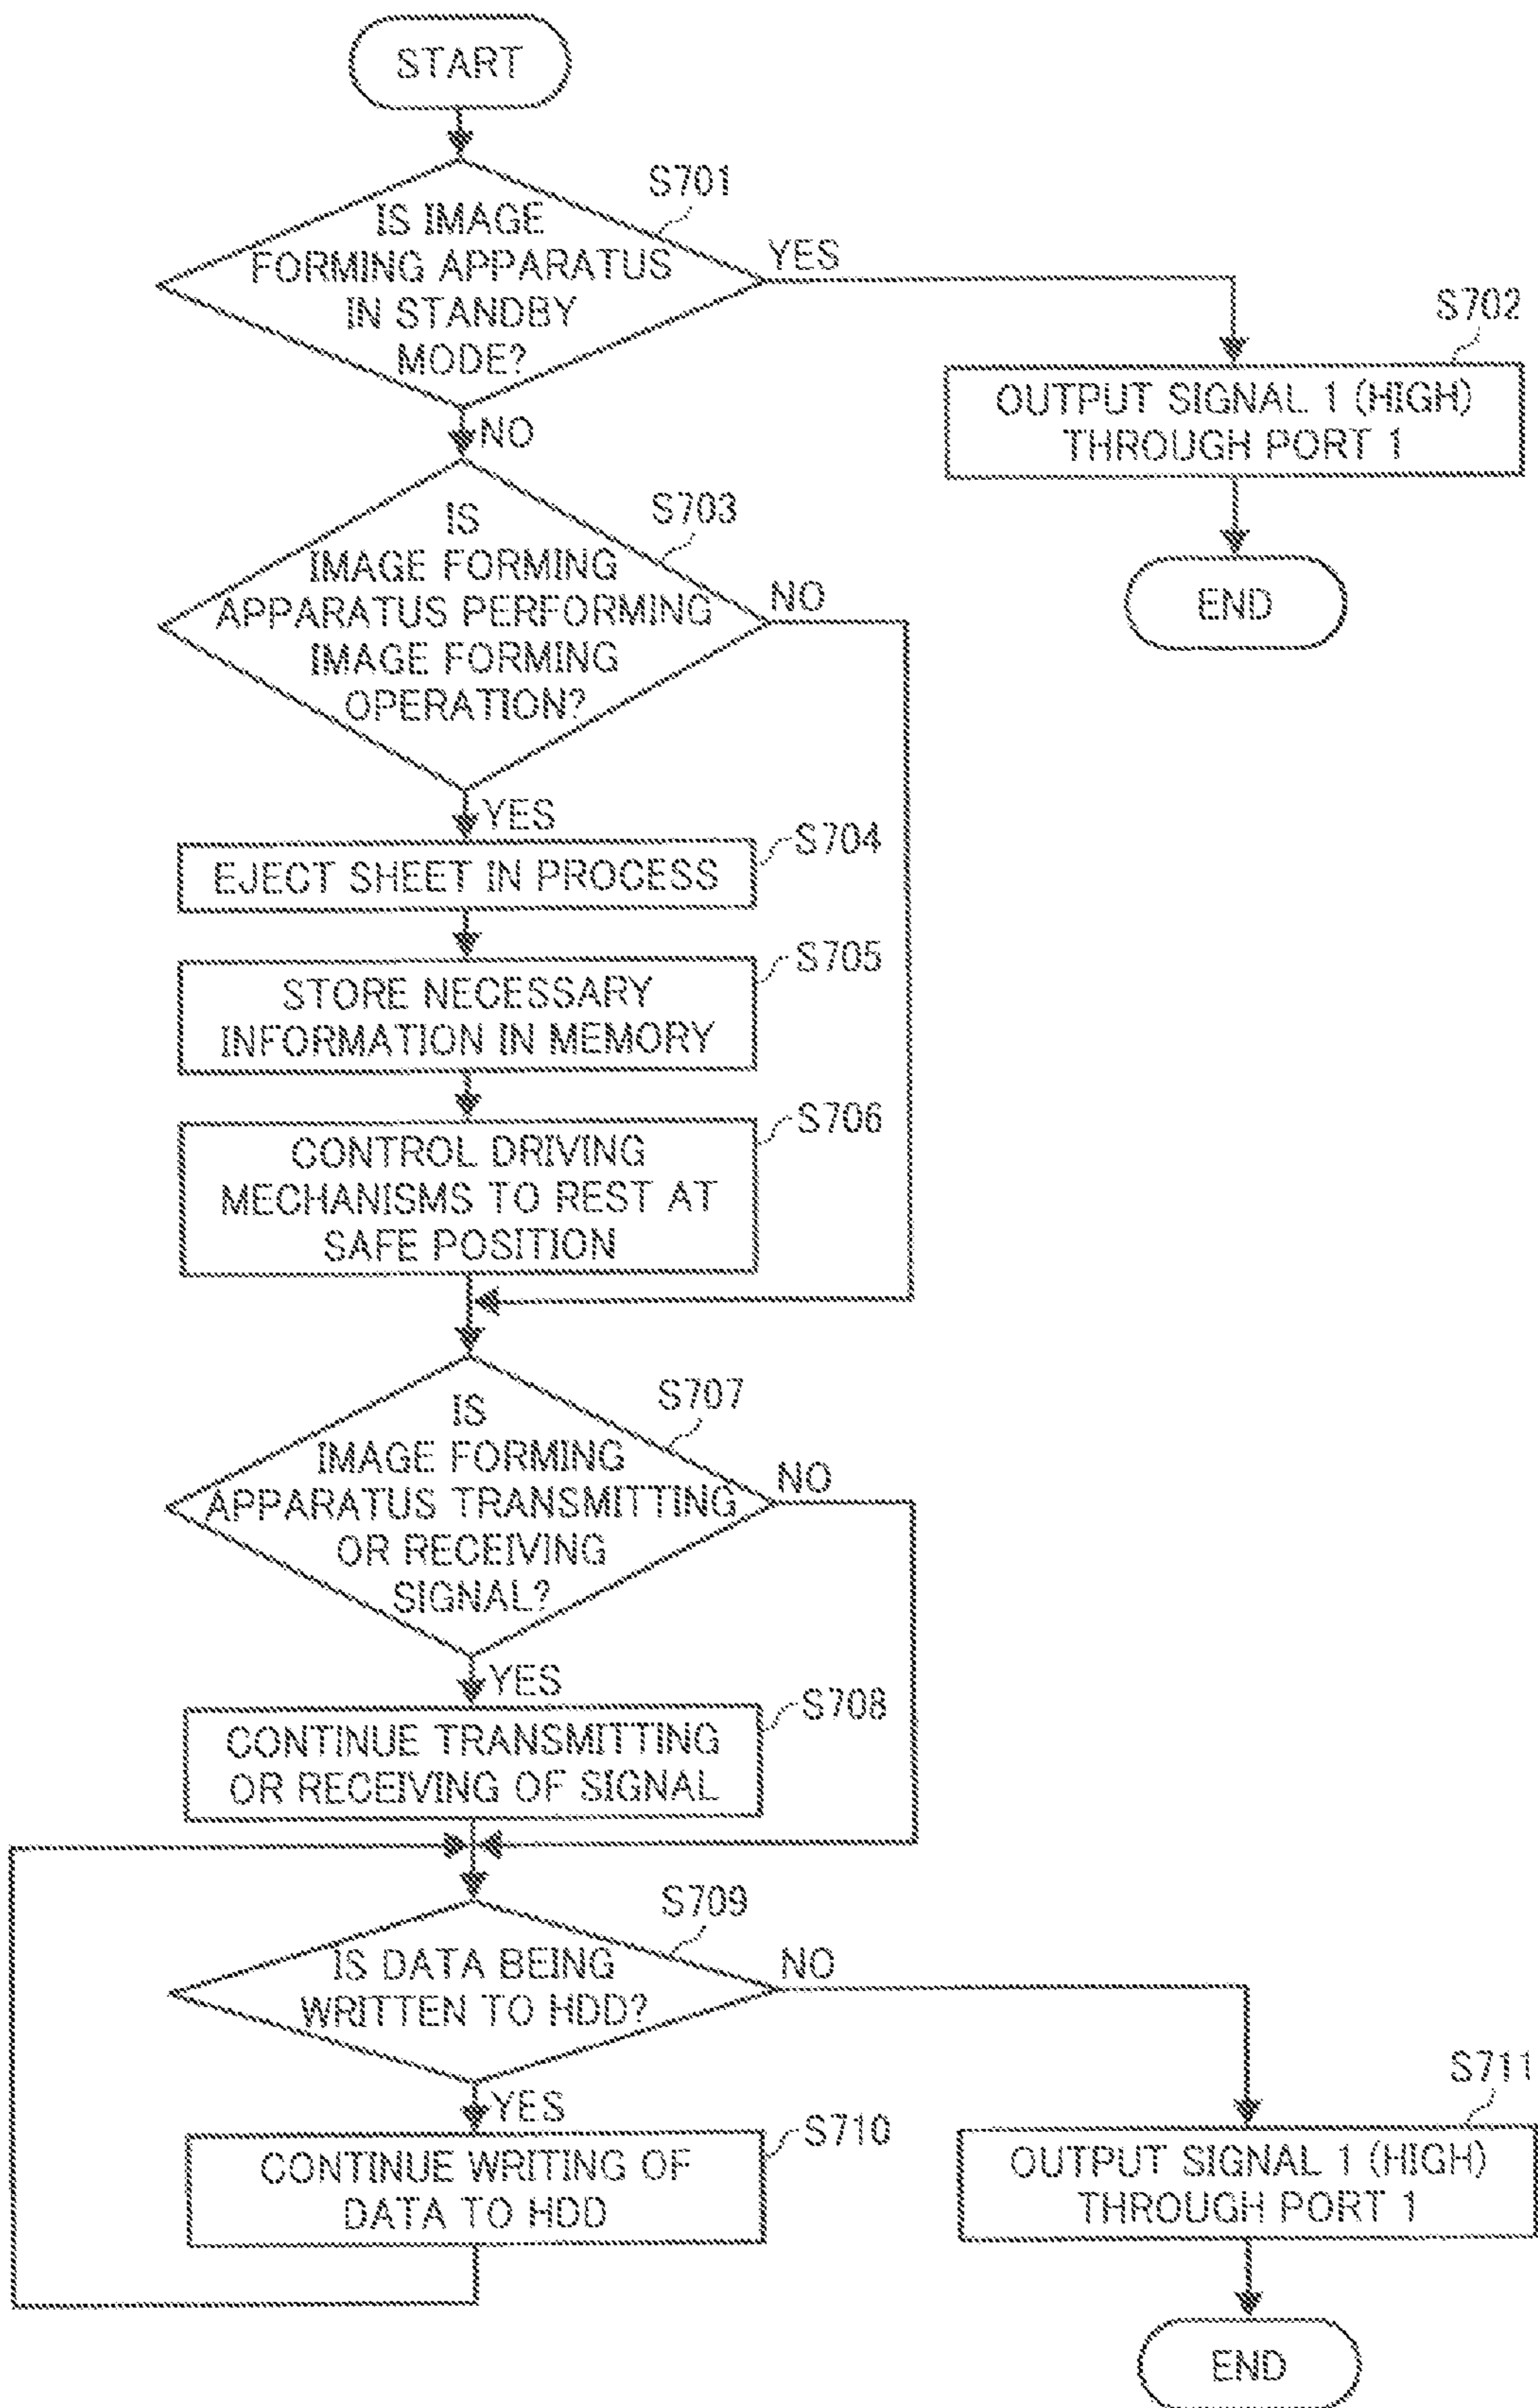 START
S701
IS IMAGE
FORMING APPARATUS
IN STANDBY
MODE?
YES
S702
OUTPUT SIGNAL 1 (HIGH)
THROUGH PORT 1
END
NO
S703
IS
IMAGE FORMING
APPARATUS PERFORMING
IMAGE FORMING
OPERATION?
NO
YES
S704
EJECT SHEET IN PROCESS
S705
STORE NECESSARY
INFORMATION IN MEMORY
S706
CONTROL DRIVING
MECHANISMS TO REST AT
SAFE POSITION
S707
IS
IMAGE FORMING
APPARATUS TRANSMITTING
OR RECEIVING
SIGNAL?
NO
YES
S708
CONTINUE TRANSMITTING
OR RECEIVING OF SIGNAL
S709
IS DATA BEING
WRITTEN TO HDD?
NO
YES
S710
CONTINUE WRITING OF
DATA TO HDD
S711
OUTPUT SIGNAL 1 (HIGH)
THROUGH PORT 1
END